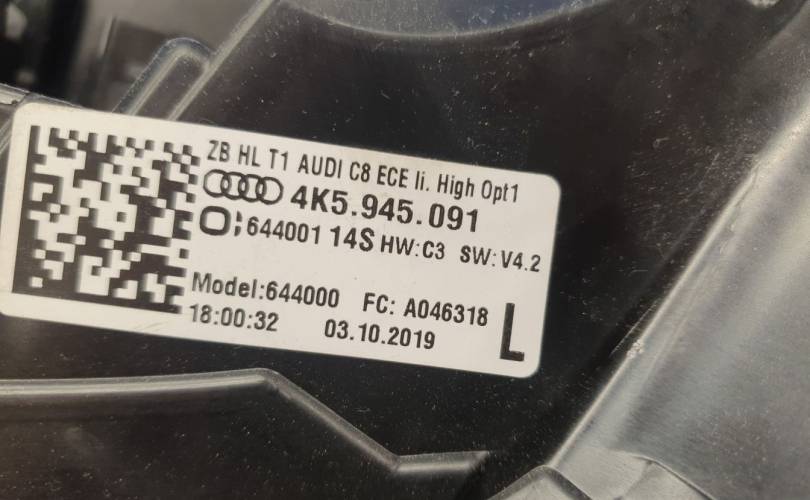 ZB HL T1 AUDI C8 ECE li. High Opt1
4K5.945.091
O; 644001 14S HW:C3 SW:V4.2
Model:644000 FC: A046318
18:00:32 03.10.2019 L